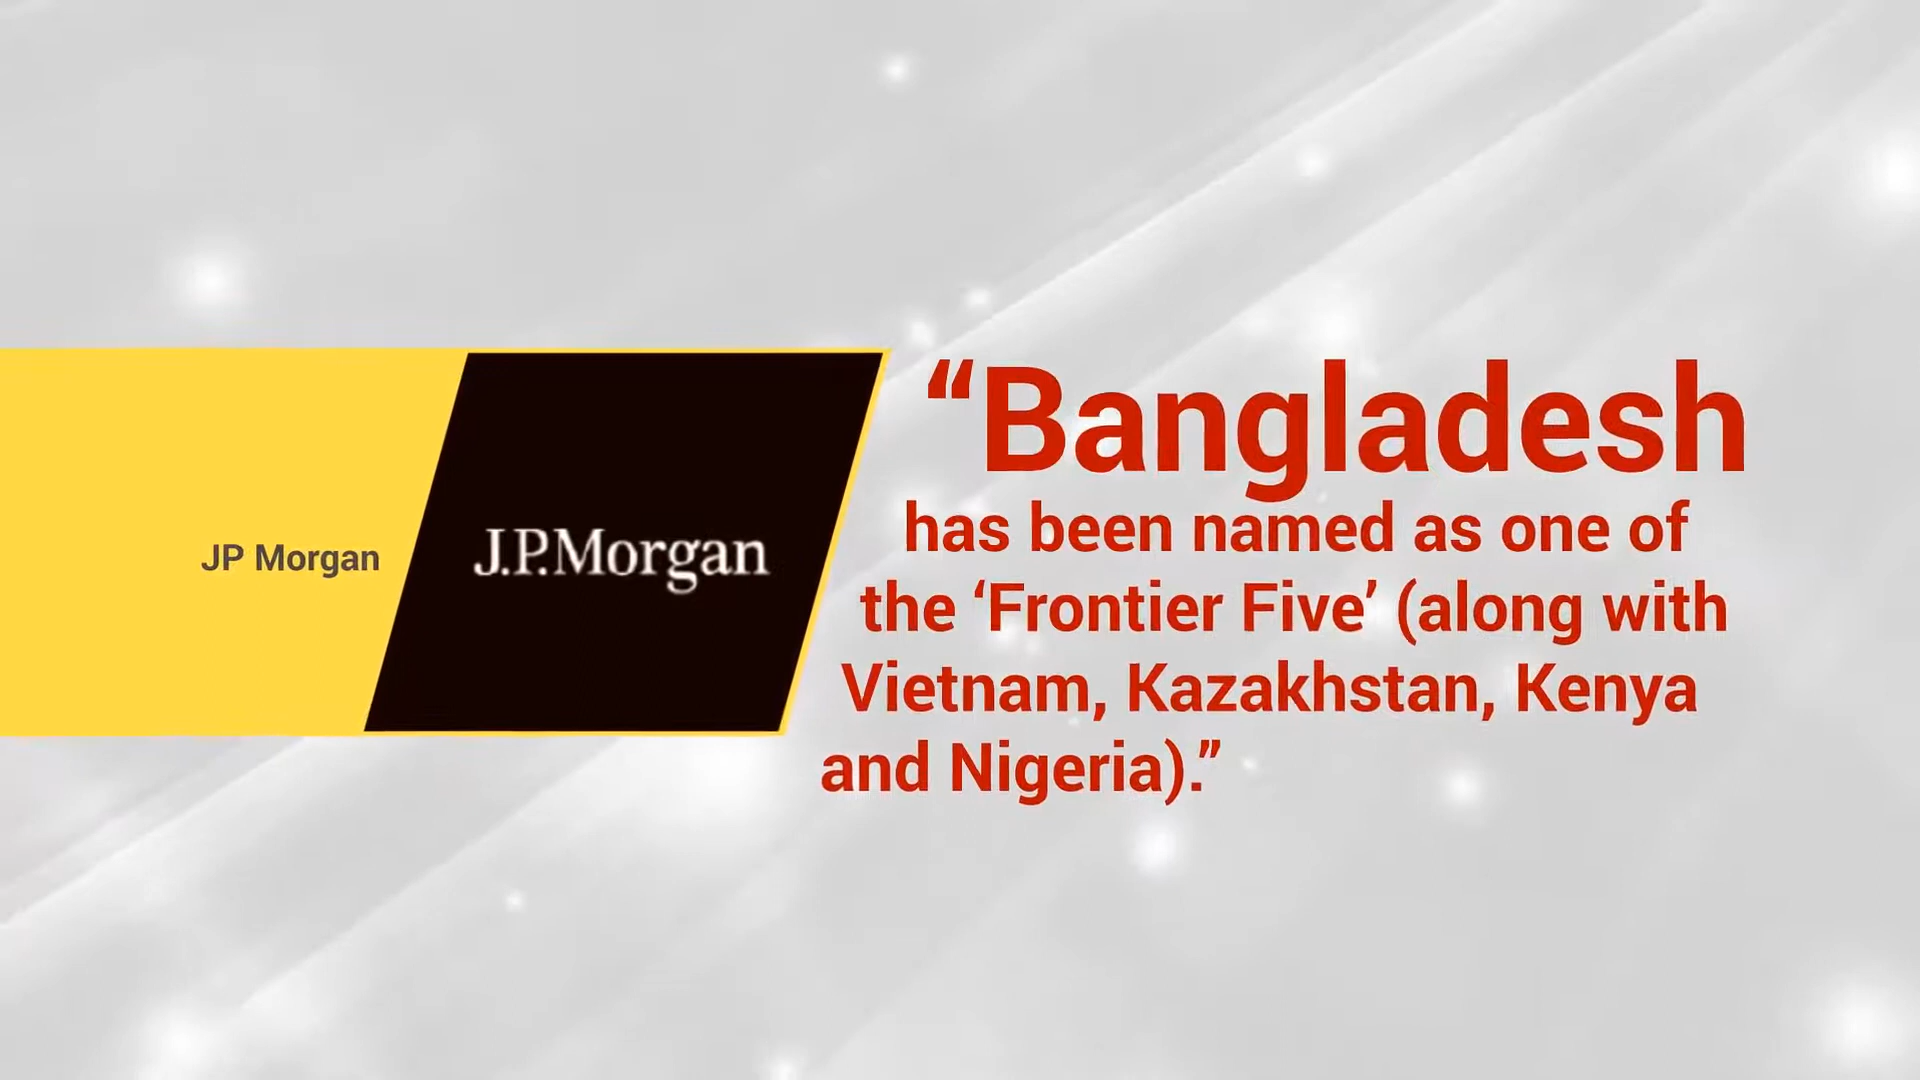 JP Morgan
J.P.Morgan
“Bangladesh
has been named as one of
the ‘Frontier Five’ (along with
Vietnam, Kazakhstan, Kenya
and Nigeria).”